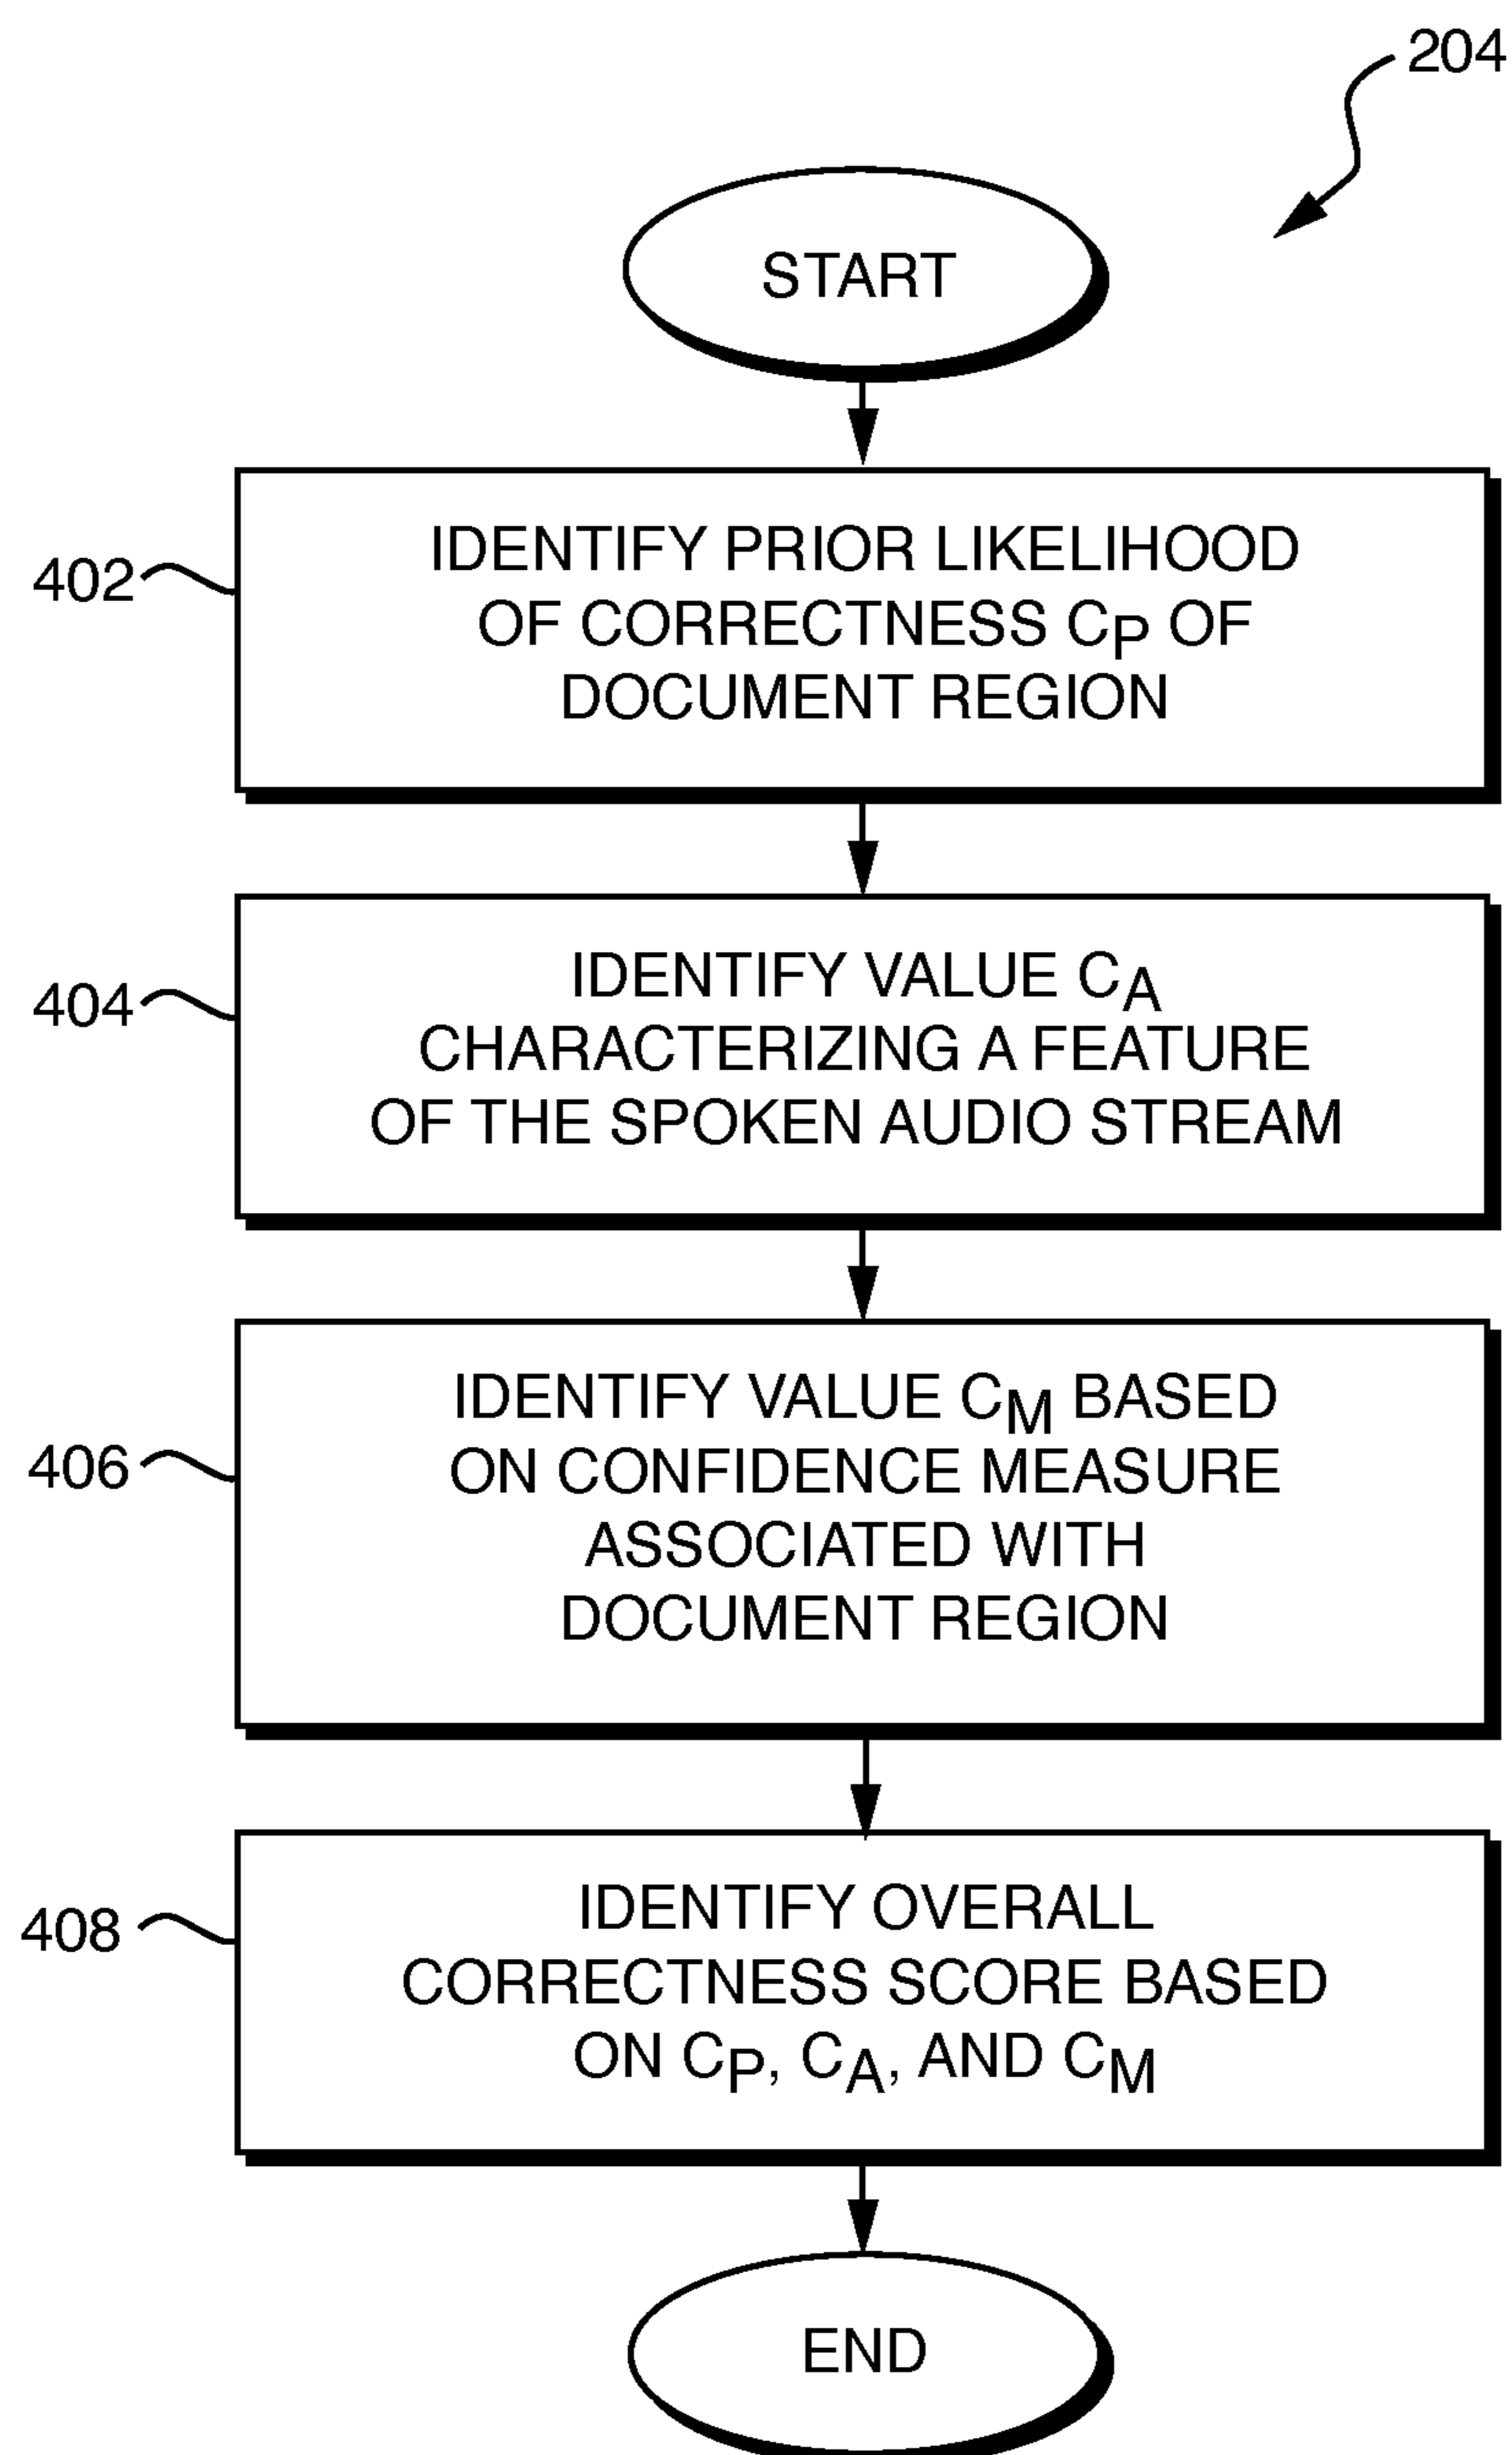 204
START
402
IDENTIFY PRIOR LIKELIHOOD
OF CORRECTNESS CP OF
DOCUMENT REGION
404
IDENTIFY VALUE CA
CHARACTERIZING A FEATURE
OF THE SPOKEN AUDIO STREAM
406
IDENTIFY VALUE CM BASED
ON CONFIDENCE MEASURE
ASSOCIATED WITH
DOCUMENT REGION
408
IDENTIFY OVERALL
CORRECTNESS SCORE BASED
ON CP, CA, AND CM
END